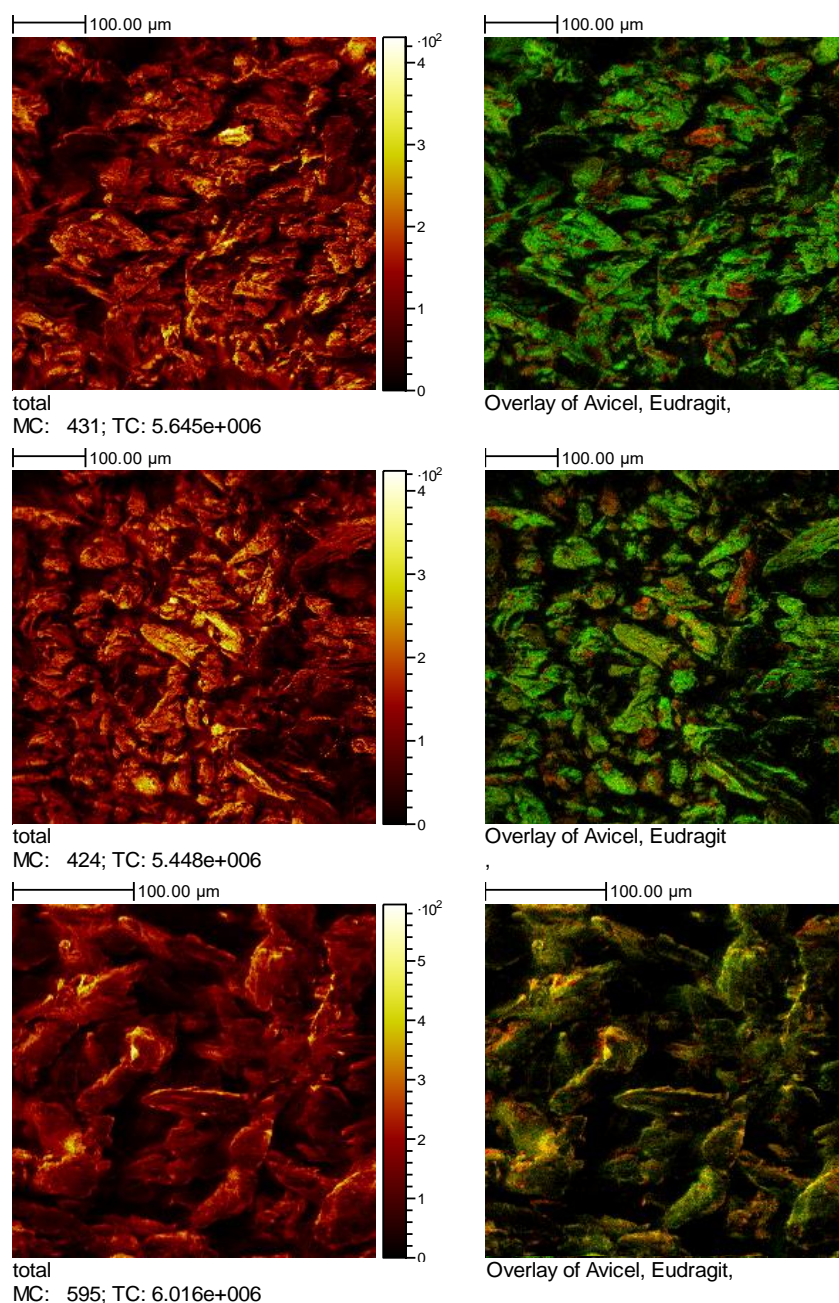 100.00 µm
100.00 µm
·10²
4
3
2
1
0
total
MC: 431; TC: 5.645e+006
Overlay of Avicel, Eudragit,
100.00 µm
100.00 µm
·10²
4
3
2
1
0
total
MC: 424; TC: 5.448e+006
Overlay of Avicel, Eudragit
,
100.00 µm
100.00 µm
·10²
5
4
3
2
1
0
total
MC: 595; TC: 6.016e+006
Overlay of Avicel, Eudragit,